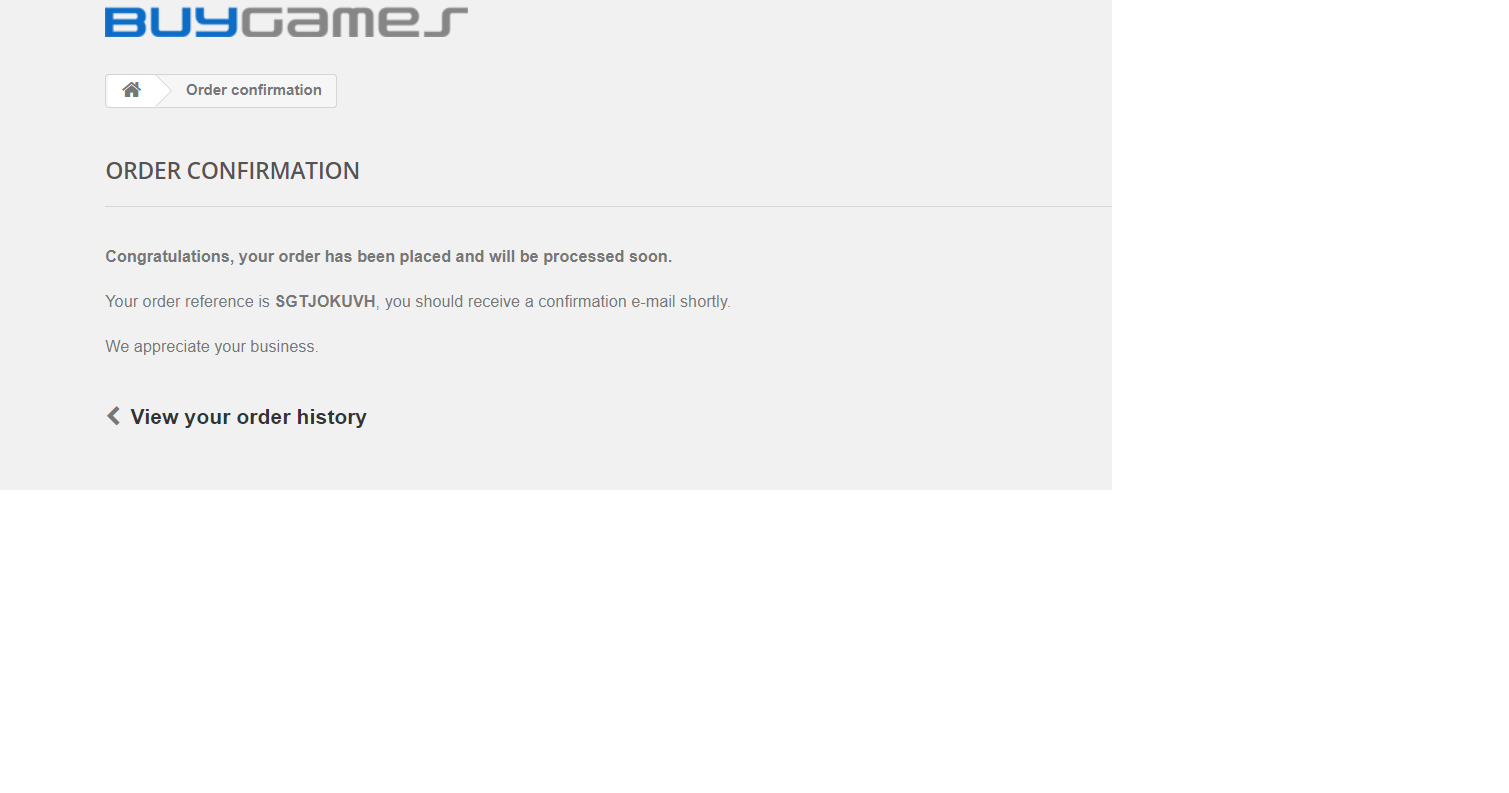 BUYGAMES
Order confirmation
ORDER CONFIRMATION
Congratulations, your order has been placed and will be processed soon.
Your order reference is SGTJOKUVH, you should receive a confirmation e-mail shortly.
We appreciate your business.
View your order history